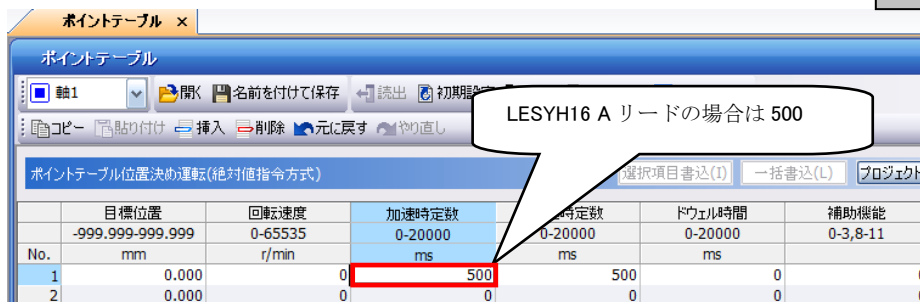 ポイントテーブル ×
ポイントテーブル
軸1 開く 名前を付けて保存 読出
コピー 貼り付け 挿入 削除 元に戻す やり直し
LESYH16 A リードの場合は 500
ポイントテーブル位置決め運転(絶対値指令方式) 選択項目書込(I) 一括書込(L) プロジェクト
目標位置 回転速度 加速時定数 時定数 ドウェル時間 補助機能
-999.999-999.999 0-65535 0-20000 0-20000 0-20000 0-3,8-11
No. mm r/min ms ms ms
1 0.000 0 500 500 0
2 0.000 0 0 0 0